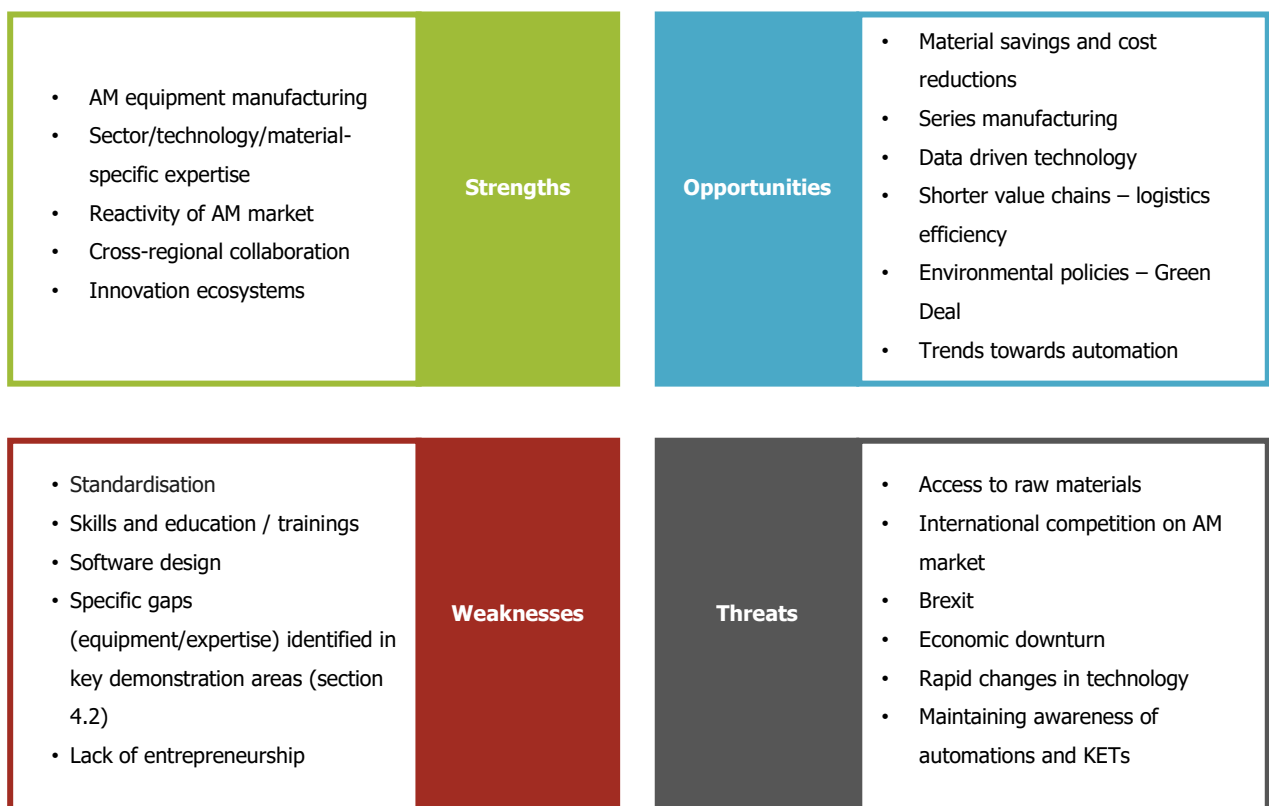 • AM equipment manufacturing
• Sector/technology/material-
specific expertise
• Reactivity of AM market
• Cross-regional collaboration
• Innovation ecosystems
Strengths
Opportunities
• Material savings and cost
reductions
• Series manufacturing
• Data driven technology
• Shorter value chains – logistics
efficiency
• Environmental policies – Green
Deal
• Trends towards automation
• Standardisation
• Skills and education / trainings
• Software design
• Specific gaps
(equipment/expertise) identified in
key demonstration areas (section
4.2)
• Lack of entrepreneurship
Weaknesses
Threats
• Access to raw materials
• International competition on AM
market
• Brexit
• Economic downturn
• Rapid changes in technology
• Maintaining awareness of
automations and KETs